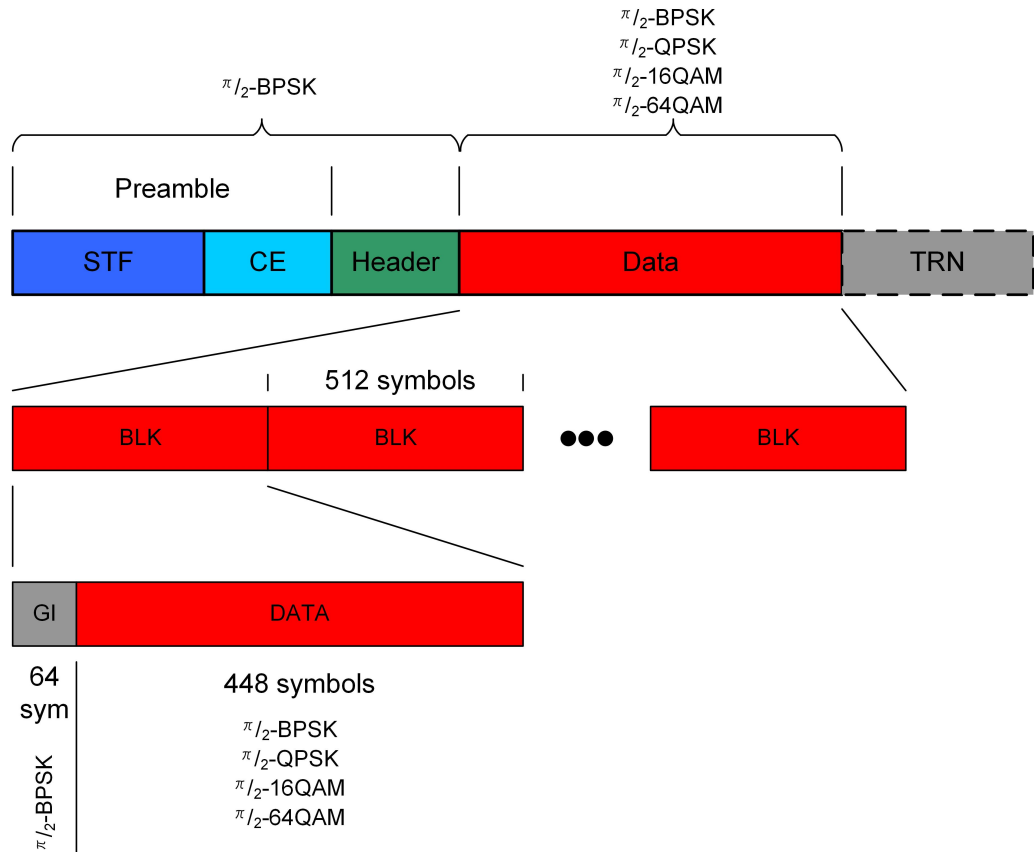 π/2-BPSK
π/2-QPSK
π/2-16QAM
π/2-64QAM
π/2-BPSK
Preamble
STF CE Header Data TRN
512 symbols
BLK BLK ●●● BLK
GI DATA
64
sym
448 symbols
π/2-BPSK
π/2-QPSK
π/2-16QAM
π/2-64QAM
π/2-BPSK